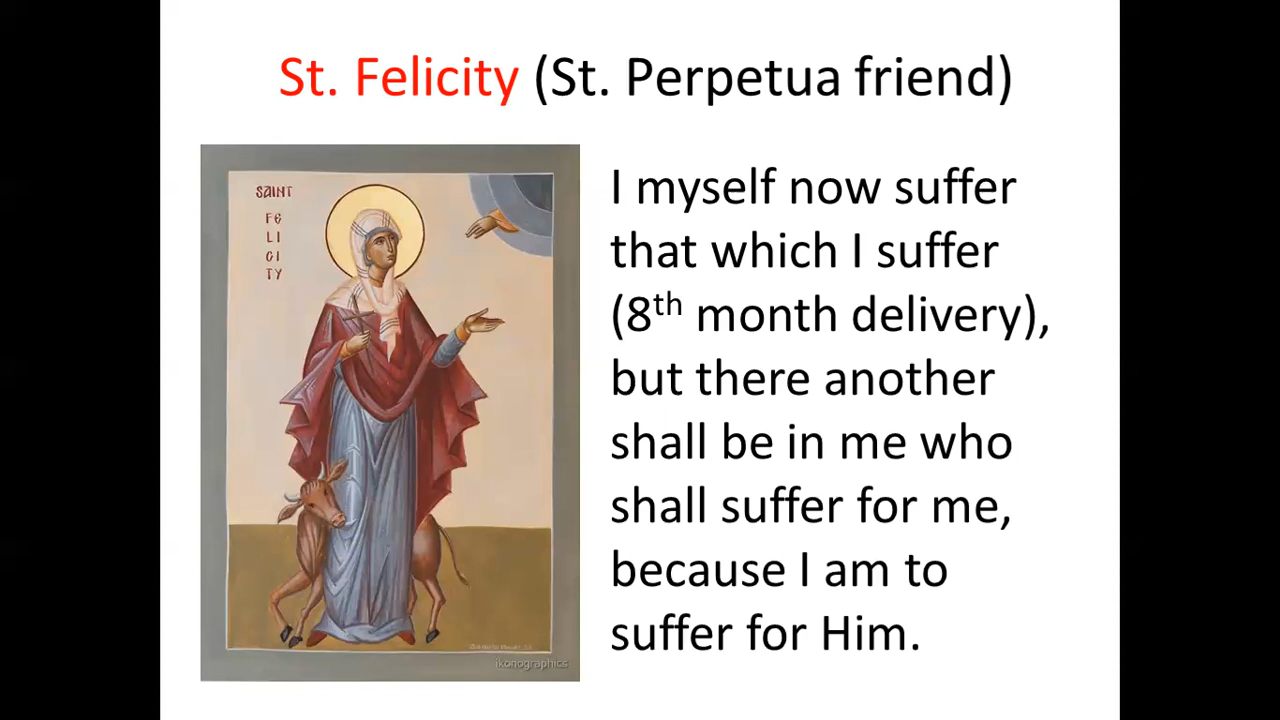 St. Felicity (St. Perpetua friend)
SAINT
FE
LI
CI
TY
I myself now suffer
that which I suffer
(8th month delivery),
but there another
shall be in me who
shall suffer for me,
because I am to
suffer for Him.
ikonographics